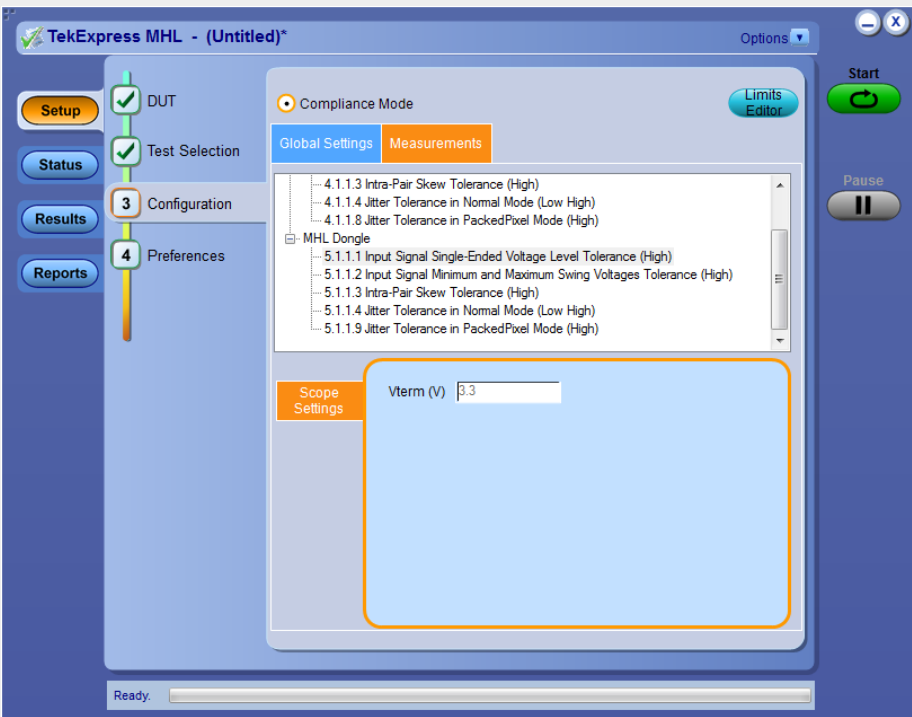 TekExpress MHL - (Untitled)*
Options
Start
Pause
Setup
Status
Results
Reports
DUT
Test Selection
3 Configuration
4 Preferences
Compliance Mode
Limits
Editor
Global Settings
Measurements
4.1.1.3 Intra-Pair Skew Tolerance (High)
4.1.1.4 Jitter Tolerance in Normal Mode (Low High)
4.1.1.8 Jitter Tolerance in PackedPixel Mode (High)
MHL Dongle
5.1.1.1 Input Signal Single-Ended Voltage Level Tolerance (High)
5.1.1.2 Input Signal Minimum and Maximum Swing Voltages Tolerance (High)
5.1.1.3 Intra-Pair Skew Tolerance (High)
5.1.1.4 Jitter Tolerance in Normal Mode (Low High)
5.1.1.9 Jitter Tolerance in PackedPixel Mode (High)
Scope
Settings
Vterm (V) 3.3
Ready.